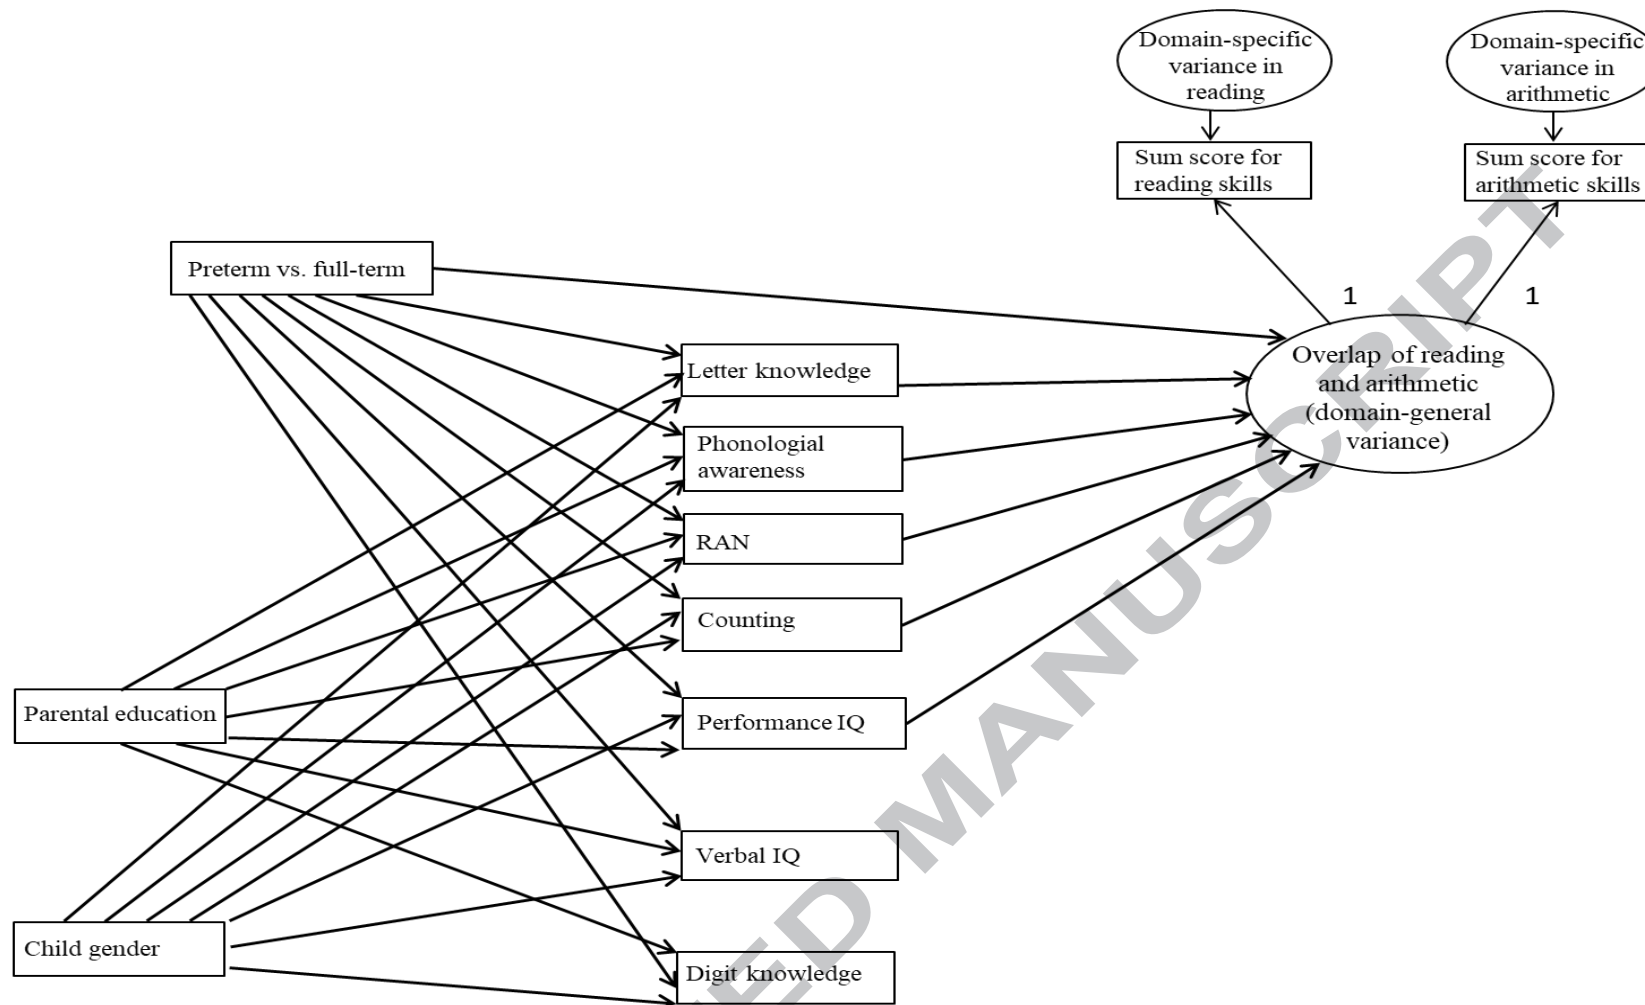 Domain-specific
variance in
reading
Domain-specific
variance in
arithmetic
Sum score for
reading skills
Sum score for
arithmetic skills
Preterm vs. full-term
1
1
Letter knowledge
Overlap of reading
and arithmetic
(domain-general
variance)
Phonologial
awareness
RAN
Counting
Parental education
Performance IQ
Verbal IQ
Child gender
Digit knowledge
ED MANUSCRIPT